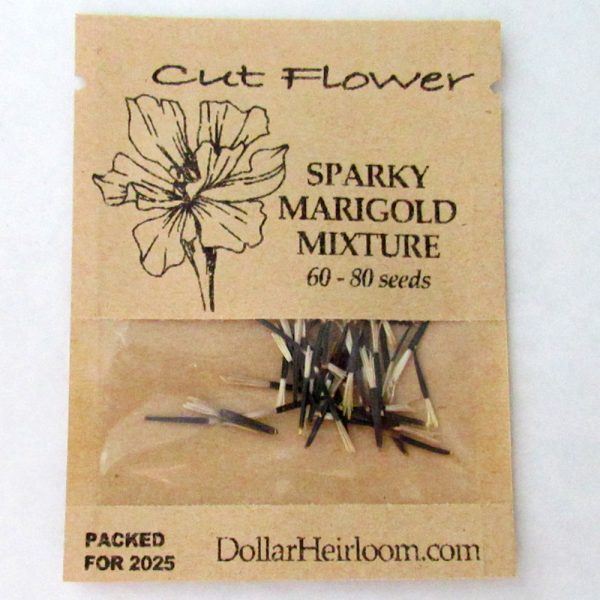 Cut Flower
SPARKY
MARIGOLD
MIXTURE
60 - 80 seeds
PACKED
FOR 2025
DollarHeirloom.com